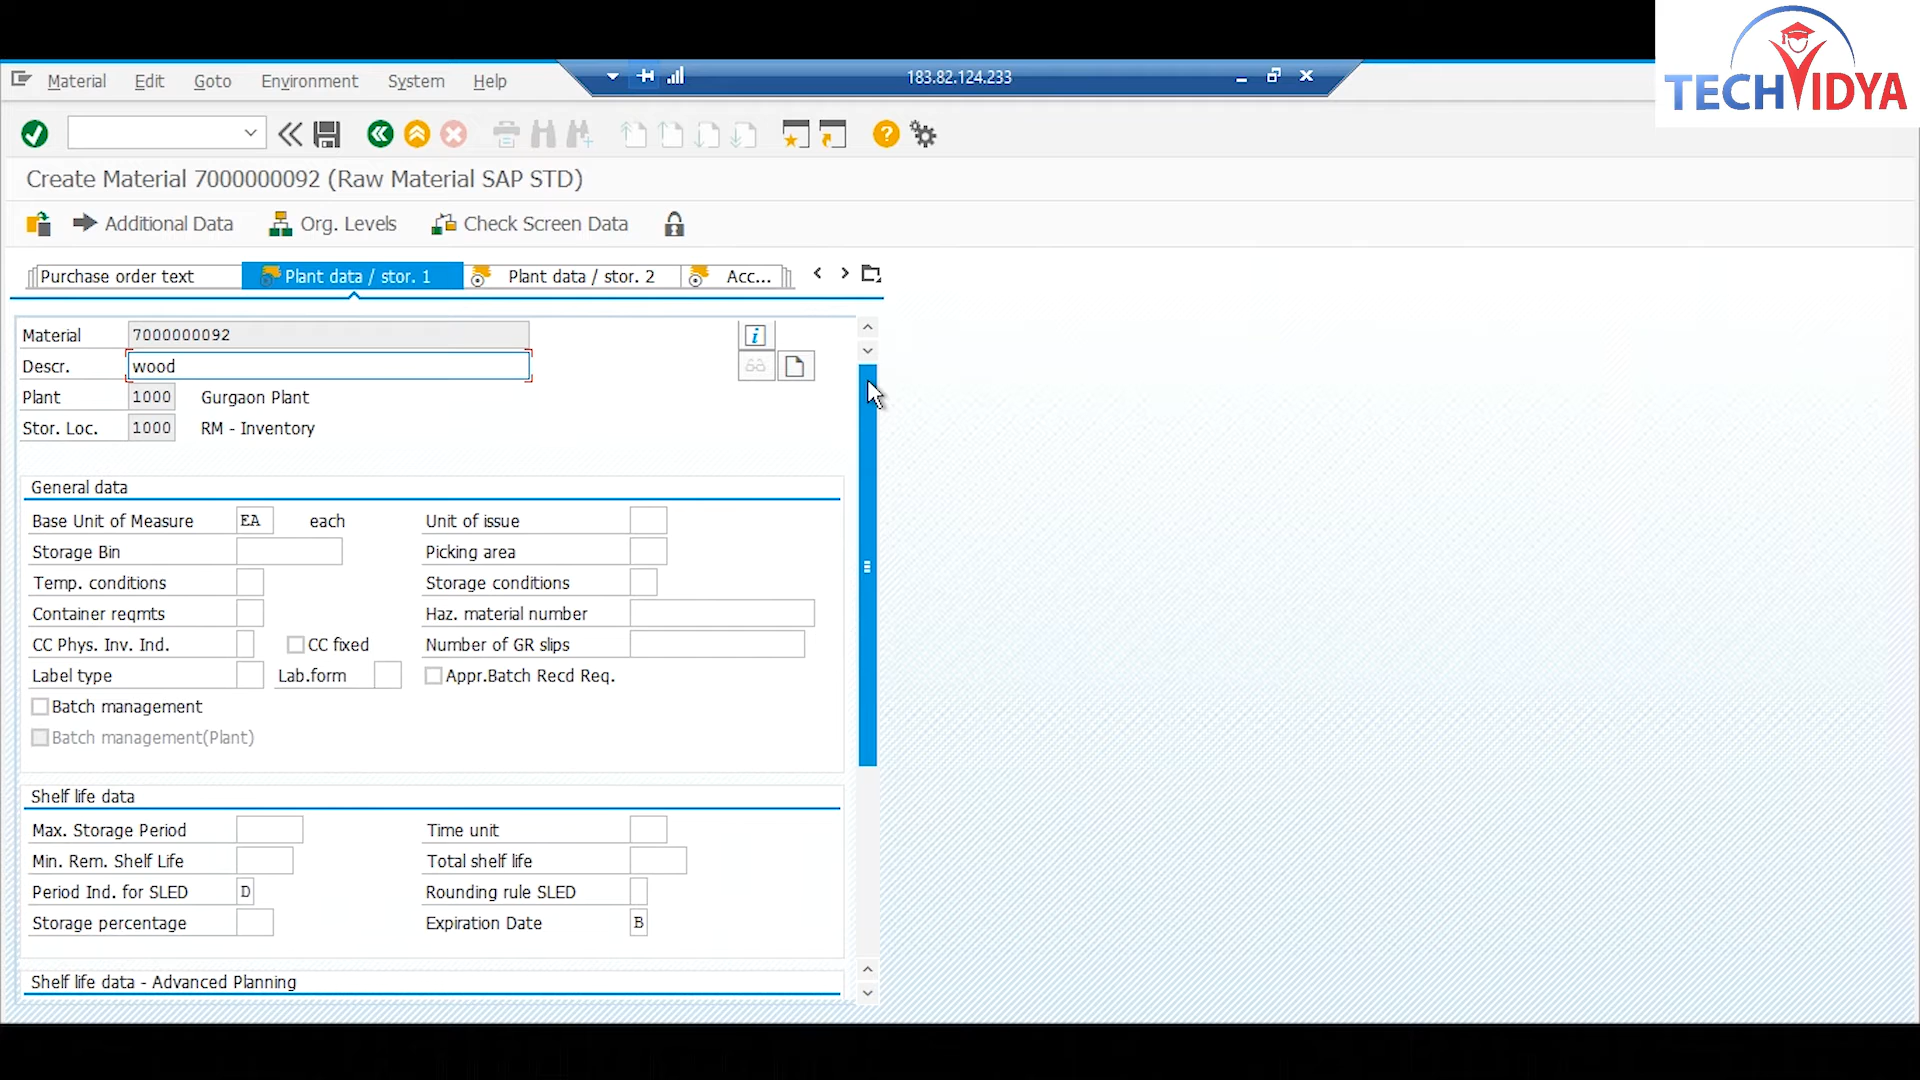 TECHVIDYA
183.82.124.233
Material Edit Goto Environment System Help
Create Material 7000000092 (Raw Material SAP STD)
Additional Data Org. Levels Check Screen Data
Purchase order text Plant data / stor. 1 Plant data / stor. 2 Acc...
Material 7000000092
Descr. wood
Plant 1000 Gurgaon Plant
Stor. Loc. 1000 RM - Inventory
General data
Base Unit of Measure EA each Unit of issue
Storage Bin Picking area
Temp. conditions Storage conditions
Container reqmts Haz. material number
CC Phys. Inv. Ind. CC fixed Number of GR slips
Label type Lab.form Appr.Batch Recd Req.
Batch management
Batch management(Plant)
Shelf life data
Max. Storage Period Time unit
Min. Rem. Shelf Life Total shelf life
Period Ind. for SLED D Rounding rule SLED
Storage percentage Expiration Date B
Shelf life data - Advanced Planning